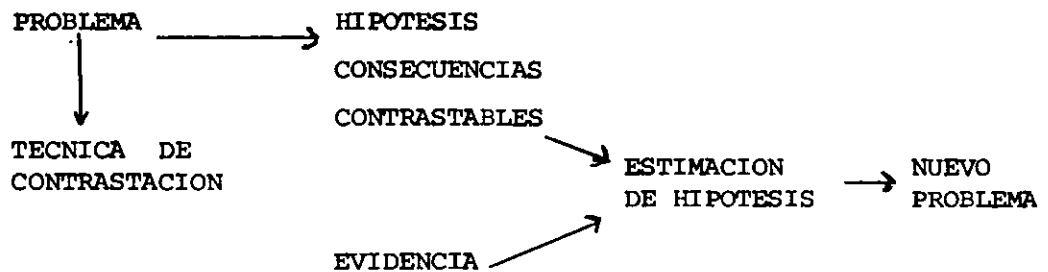 PROBLEMA
HIPOTESIS
CONSECUENCIAS
CONTRASTABLES
TECNICA DE
CONTRASTACION
ESTIMACION
DE HIPOTESIS
NUEVO
PROBLEMA
EVIDENCIA